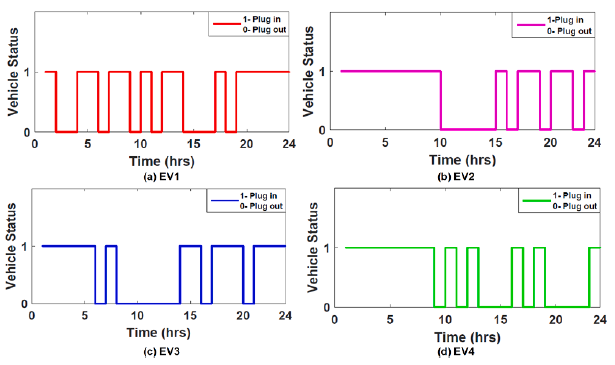 1- Plug in
0- Plug out
Vehicle Status
1
0
0 5 10 15 20 24
Time (hrs)
(a) EV1
1-Plug in
0- Plug out
Vehicle Status
1
0
0 5 10 15 20 24
Time (hrs)
(b) EV2
1- Plug in
0- Plug out
Vehicle Status
1
0
0 5 10 15 20 24
Time (hrs)
(c) EV3
1- Plug in
0- Plug out
Vehicle Status
1
0
0 5 10 15 20 24
Time (hrs)
(d) EV4